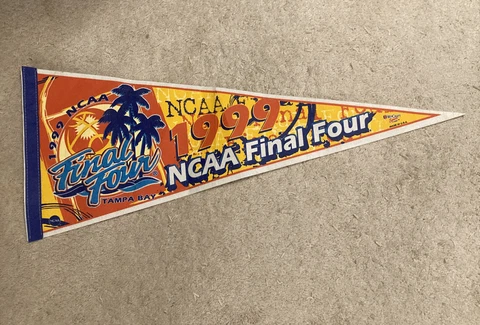 1999 NCAA
Final
Four
TAMPA BAY
NCAA
1999
NCAA Final Four